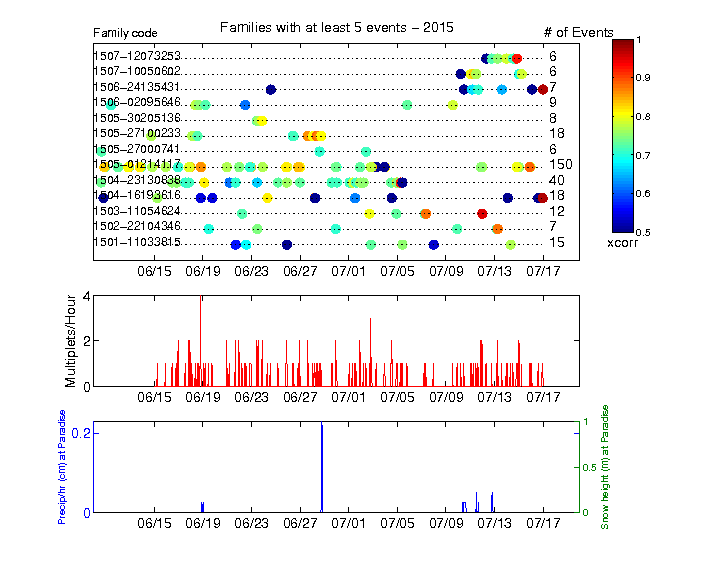 Families with at least 5 events − 2015
Family code
# of Events
1507−12073253 6
1507−10050602 6
1506−24135431 7
1506−02095646 9
1505−30205136 8
1505−27100233 18
1505−27000741 6
1505−01214117 150
1504−23130838 40
1504−16193616 18
1503−11054624 12
1502−22104346 7
1501−11033815 15
06/15 06/19 06/23 06/27 07/01 07/05 07/09 07/13 07/17
1
0.9
0.8
0.7
0.6
0.5
xcorr
Multiplets/Hour
4
2
0
06/15 06/19 06/23 06/27 07/01 07/05 07/09 07/13 07/17
Precip/hr (cm) at Paradise
0.2
0
06/15 06/19 06/23 06/27 07/01 07/05 07/09 07/13 07/17
1
0.5
0
Snow height (m) at Paradise